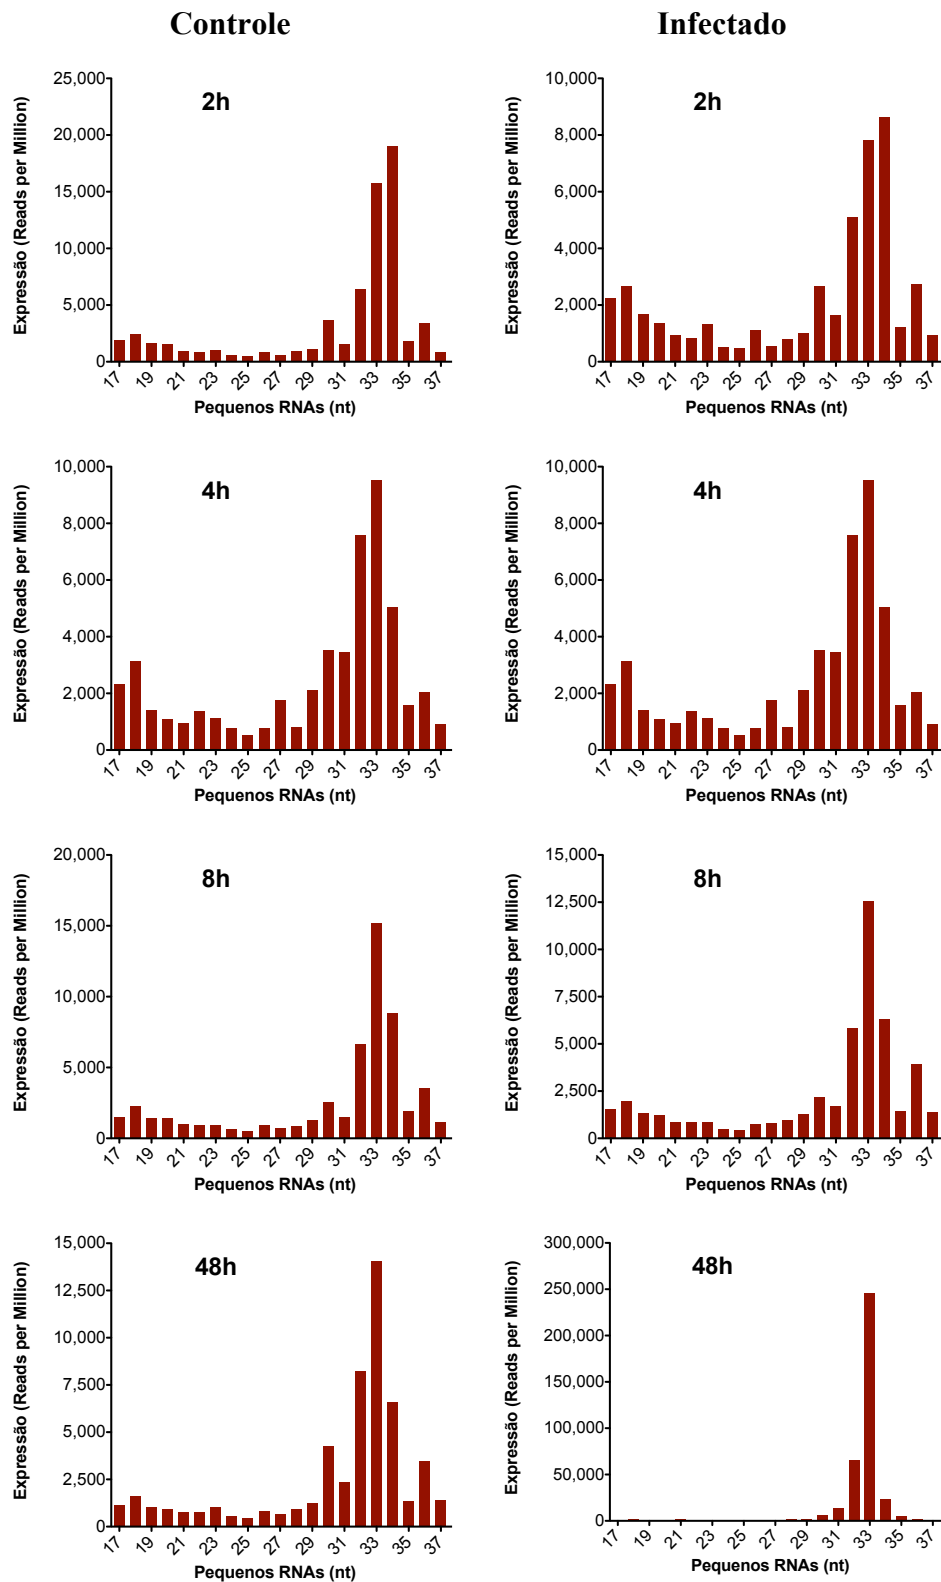 Controle
Infectado
2h
Expressão (Reads per Million)
25,000
20,000
15,000
10,000
5,000
0
17 19 21 23 25 27 29 31 33 35 37
Pequenos RNAs (nt)
2h
Expressão (Reads per Million)
10,000
8,000
6,000
4,000
2,000
0
17 19 21 23 25 27 29 31 33 35 37
Pequenos RNAs (nt)
4h
Expressão (Reads per Million)
10,000
8,000
6,000
4,000
2,000
0
17 19 21 23 25 27 29 31 33 35 37
Pequenos RNAs (nt)
4h
Expressão (Reads per Million)
10,000
8,000
6,000
4,000
2,000
0
17 19 21 23 25 27 29 31 33 35 37
Pequenos RNAs (nt)
8h
Expressão (Reads per Million)
20,000
15,000
10,000
5,000
0
17 19 21 23 25 27 29 31 33 35 37
Pequenos RNAs (nt)
8h
Expressão (Reads per Million)
15,000
12,500
10,000
7,500
5,000
2,500
0
17 19 21 23 25 27 29 31 33 35 37
Pequenos RNAs (nt)
48h
Expressão (Reads per Million)
15,000
12,500
10,000
7,500
5,000
2,500
0
17 19 21 23 25 27 29 31 33 35 37
Pequenos RNAs (nt)
48h
Expressão (Reads per Million)
300,000
250,000
200,000
150,000
100,000
50,000
0
17 19 21 23 25 27 29 31 33 35 37
Pequenos RNAs (nt)